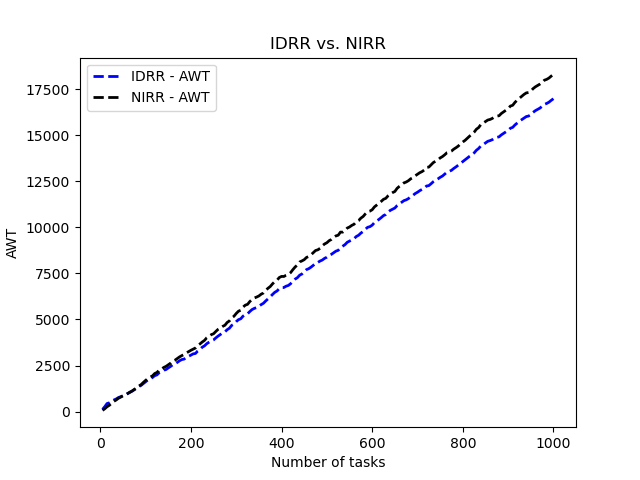 IDRR vs. NIRR
IDRR - AWT
NIRR - AWT
17500
15000
12500
10000
7500
5000
2500
0
AWT
0 200 400 600 800 1000
Number of tasks